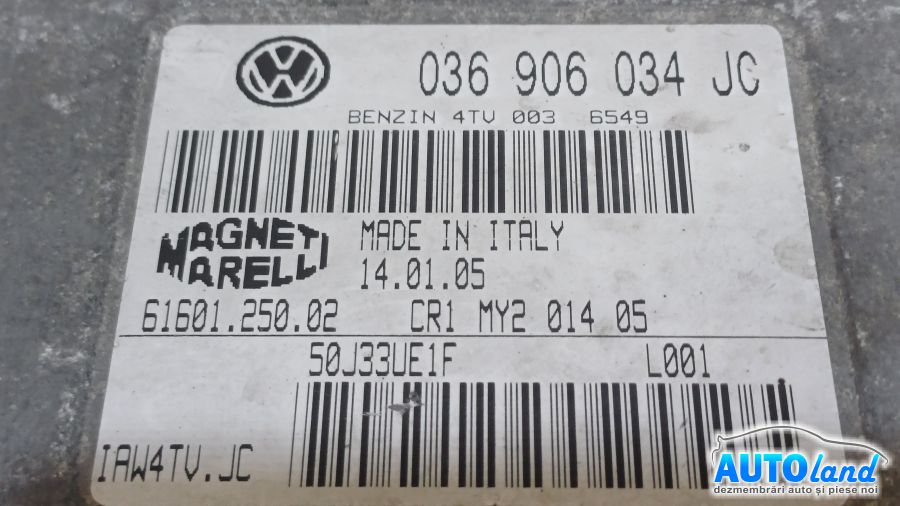 036 906 034 JC
BENZIN 4TV 003 6549
MAGNETI MARELLI
MADE IN ITALY
14.01.05
61601.250.02 CR1 MY2 014 05
50J33UE1F L001
IAW4TV.JC
AUTOland
dezmembrări auto și piese noi